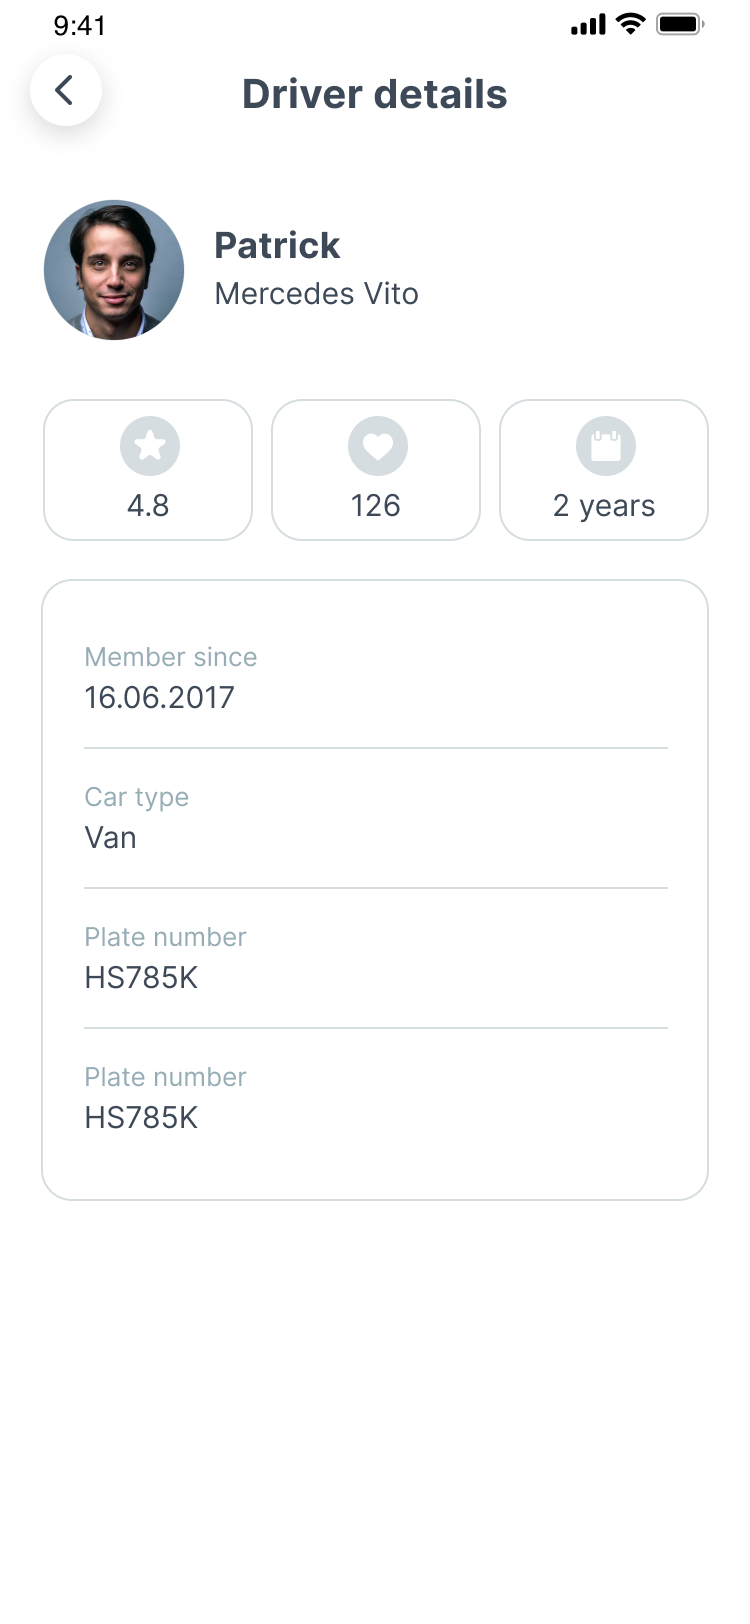 9:41
Driver details
Patrick
Mercedes Vito
4.8
126
2 years
Member since
16.06.2017
Car type
Van
Plate number
HS785K
Plate number
HS785K